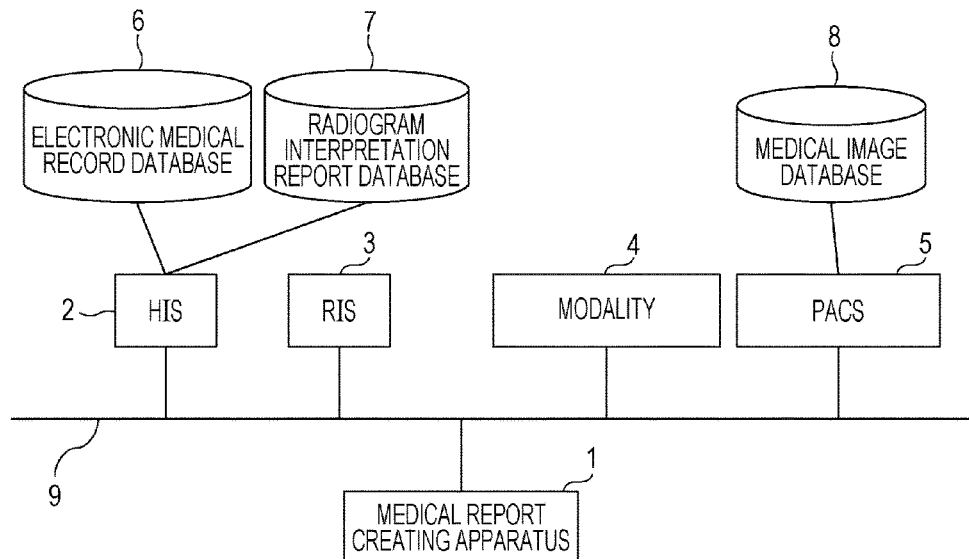 6
7
8
ELECTRONIC MEDICAL
RECORD DATABASE
RADIOGRAM
INTERPRETATION
REPORT DATABASE
MEDICAL IMAGE
DATABASE
2
HIS
3
RIS
4
MODALITY
5
PACS
9
1
MEDICAL REPORT
CREATING APPARATUS